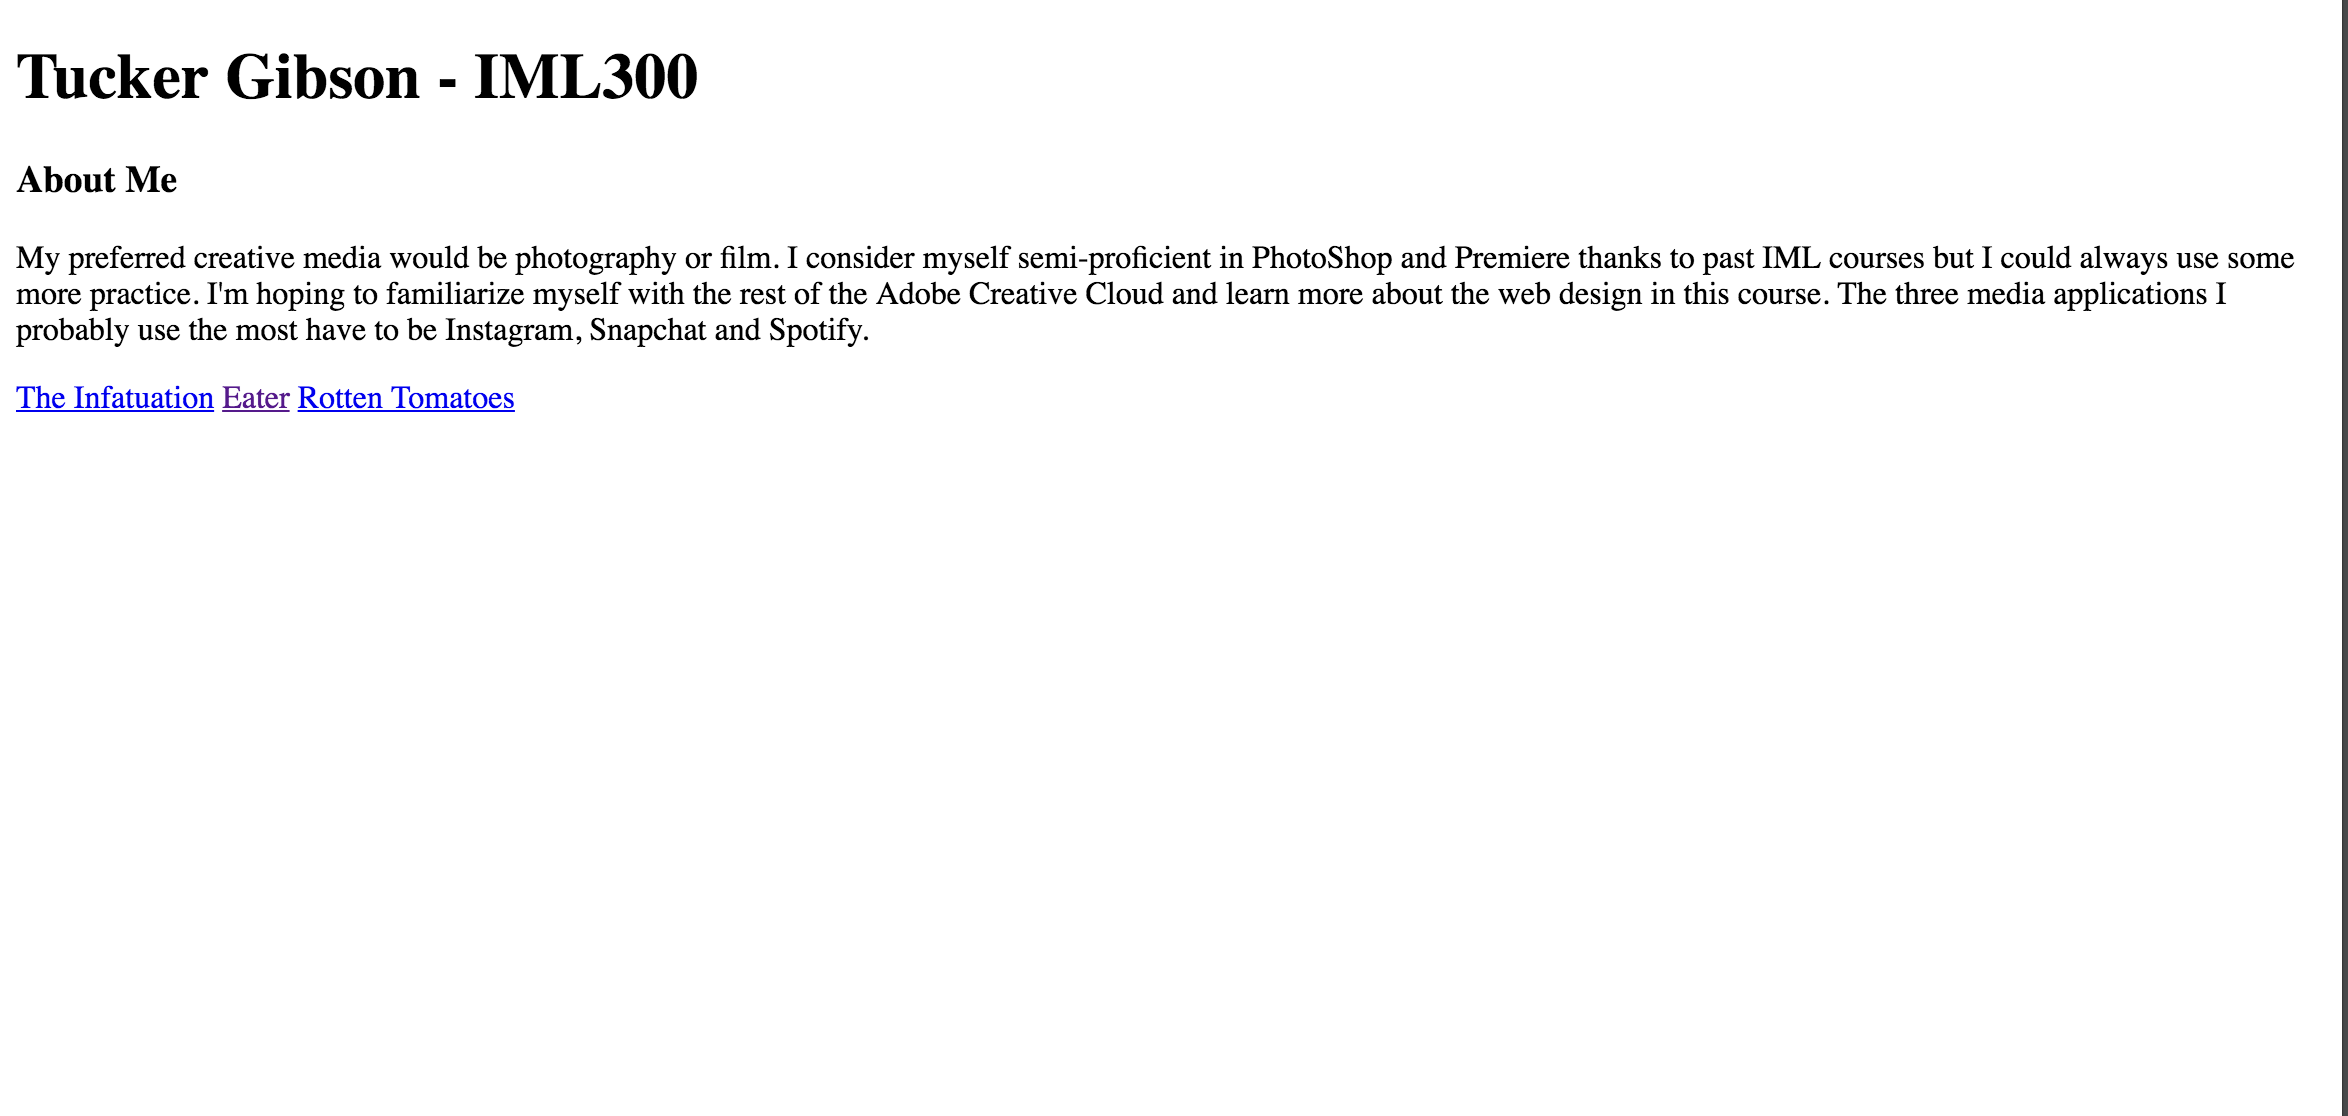 Tucker Gibson - IML300
About Me
My preferred creative media would be photography or film. I consider myself semi-proficient in PhotoShop and Premiere thanks to past IML courses but I could always use some
more practice. I'm hoping to familiarize myself with the rest of the Adobe Creative Cloud and learn more about the web design in this course. The three media applications I
probably use the most have to be Instagram, Snapchat and Spotify.
The Infatuation Eater Rotten Tomatoes